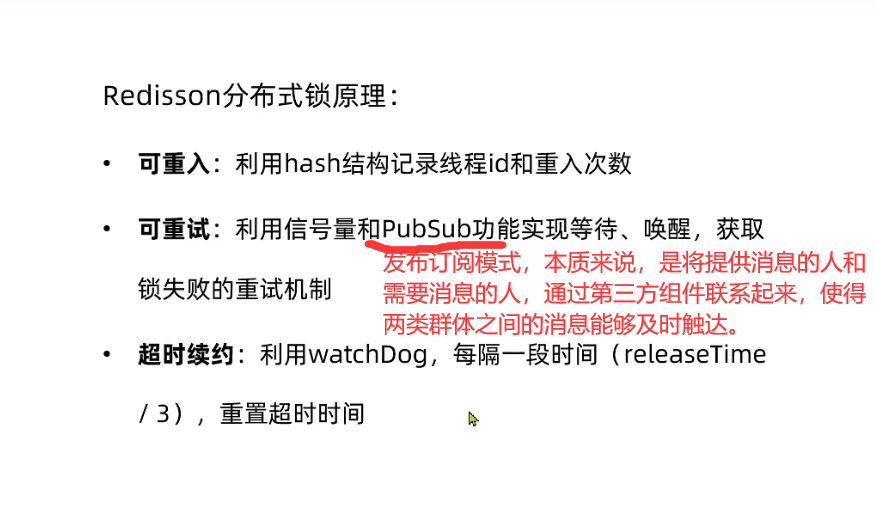 Redisson分布式锁原理：
• 可重入：利用hash结构记录线程id和重入次数
• 可重试：利用信号量和PubSub功能实现等待、唤醒，获取
锁失败的重试机制
发布订阅模式，本质来说，是将提供消息的人和
需要消息的人，通过第三方组件联系起来，使得
两类群体之间的消息能够及时触达。
• 超时续约：利用watchDog，每隔一段时间（releaseTime
/ 3），重置超时时间